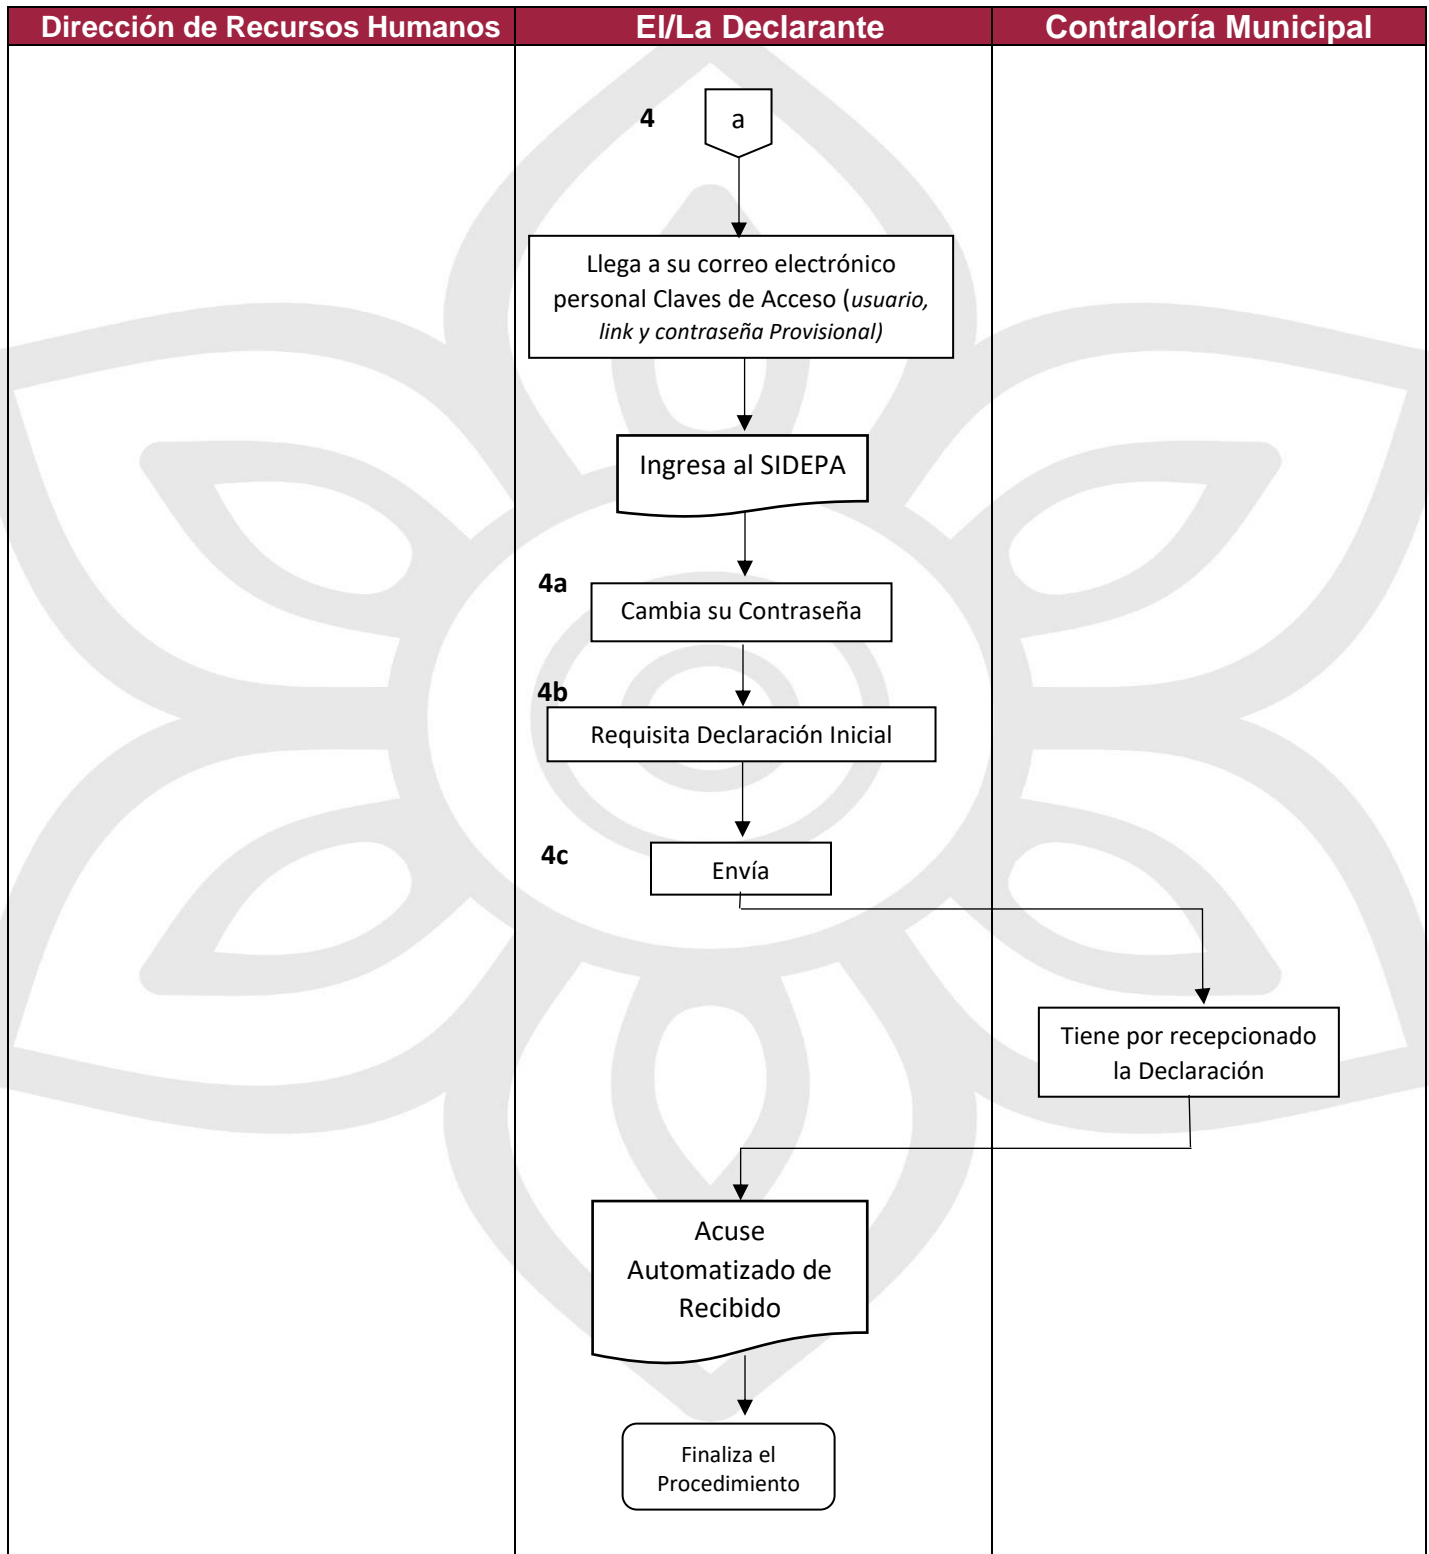 Dirección de Recursos Humanos
El/La Declarante
Contraloría Municipal
4
a
Llega a su correo electrónico
personal Claves de Acceso (usuario,
link y contraseña Provisional)
Ingresa al SIDEPA
4a
Cambia su Contraseña
4b
Requisita Declaración Inicial
4c
Envía
Tiene por recepcionado
la Declaración
Acuse
Automatizado de
Recibido
Finaliza el
Procedimiento